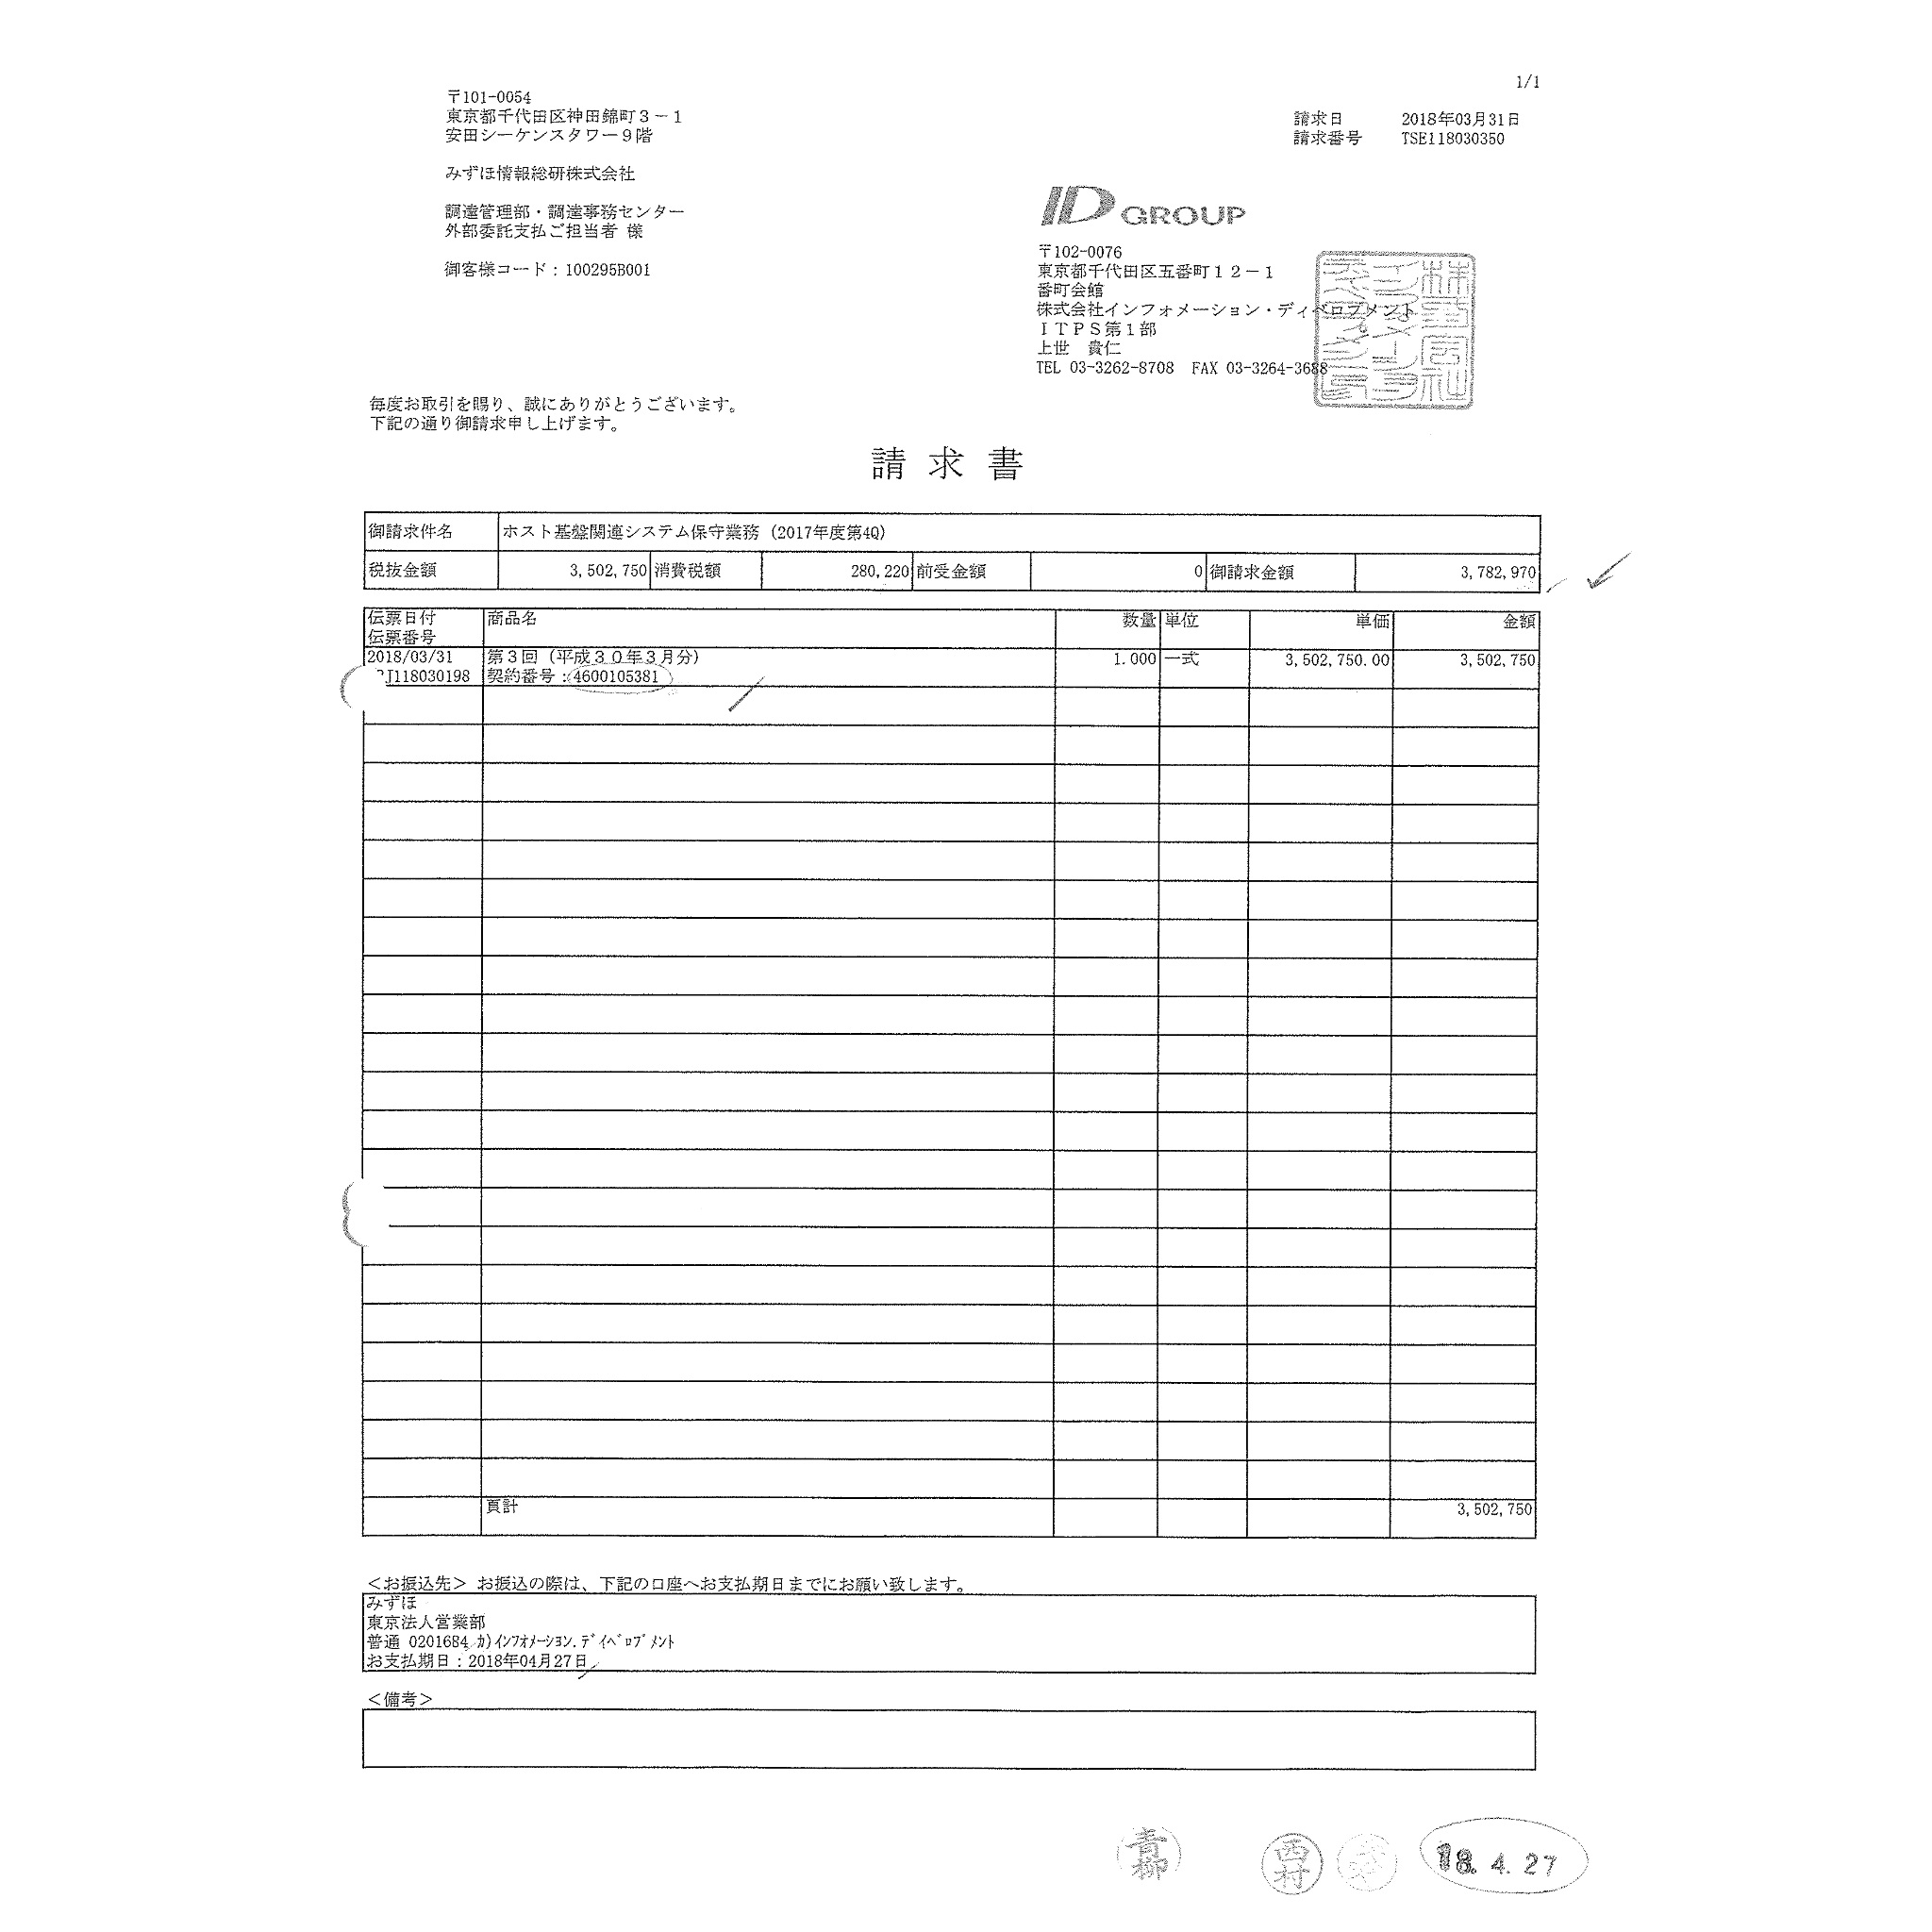 1/1
〒101-0054
東京都千代田区神田錦町３－１
安田シーケンスタワー９階
みずほ情報総研株式会社
調達管理部・調達事務センター
外部委託支払ご担当者 様
御客様コード：100295B001
請求日 2018年03月31日
請求番号 TSE118030350
ID GROUP
〒102-0076
東京都千代田区五番町１２－１
番町会館
株式会社インフォメーション・ディベロプメント
ＩＴＰＳ第１部
上世 貴仁
TEL 03-3262-8708 FAX 03-3264-3688
毎度お取引を賜り、誠にありがとうございます。
下記の通り御請求申し上げます。
請求書
御請求件名 ホスト基盤関連システム保守業務 (2017年度第4Q)
税抜金額 3,502,750 消費税額 280,220 前受金額 0 御請求金額 3,782,970
伝票日付 商品名 数量 単位 単価 金額
伝票番号
2018/03/31 第３回（平成３０年３月分） 1.000 一式 3,502,750.00 3,502,750
J118030198 契約番号：4600105381
頁計 3,502,750
＜お振込先＞ お振込の際は、下記の口座へお支払期日までにお願い致します。
みずほ
東京法人営業部
普通 0201684 ｶ)ｲﾝﾌｫﾒｰｼｮﾝ.ﾃﾞｲﾍﾞﾛﾌﾟﾒﾝﾄ
お支払期日：2018年04月27日
＜備考＞
青柳
西村
18.4.27